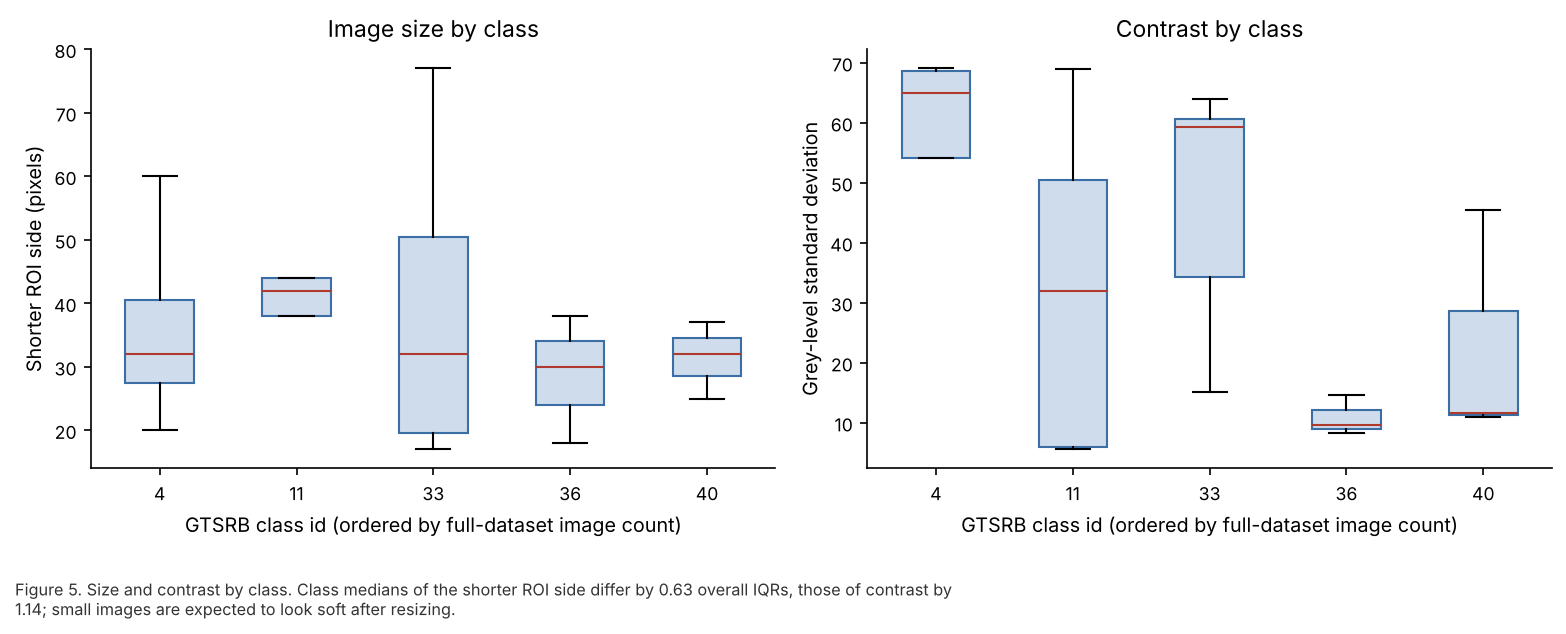 Image size by class
Shorter ROI side (pixels)
80
70
60
50
40
30
20
4 11 33 36 40
GTSRB class id (ordered by full-dataset image count)
Contrast by class
Grey-level standard deviation
70
60
50
40
30
20
10
4 11 33 36 40
GTSRB class id (ordered by full-dataset image count)
Figure 5. Size and contrast by class. Class medians of the shorter ROI side differ by 0.63 overall IQRs, those of contrast by
1.14; small images are expected to look soft after resizing.